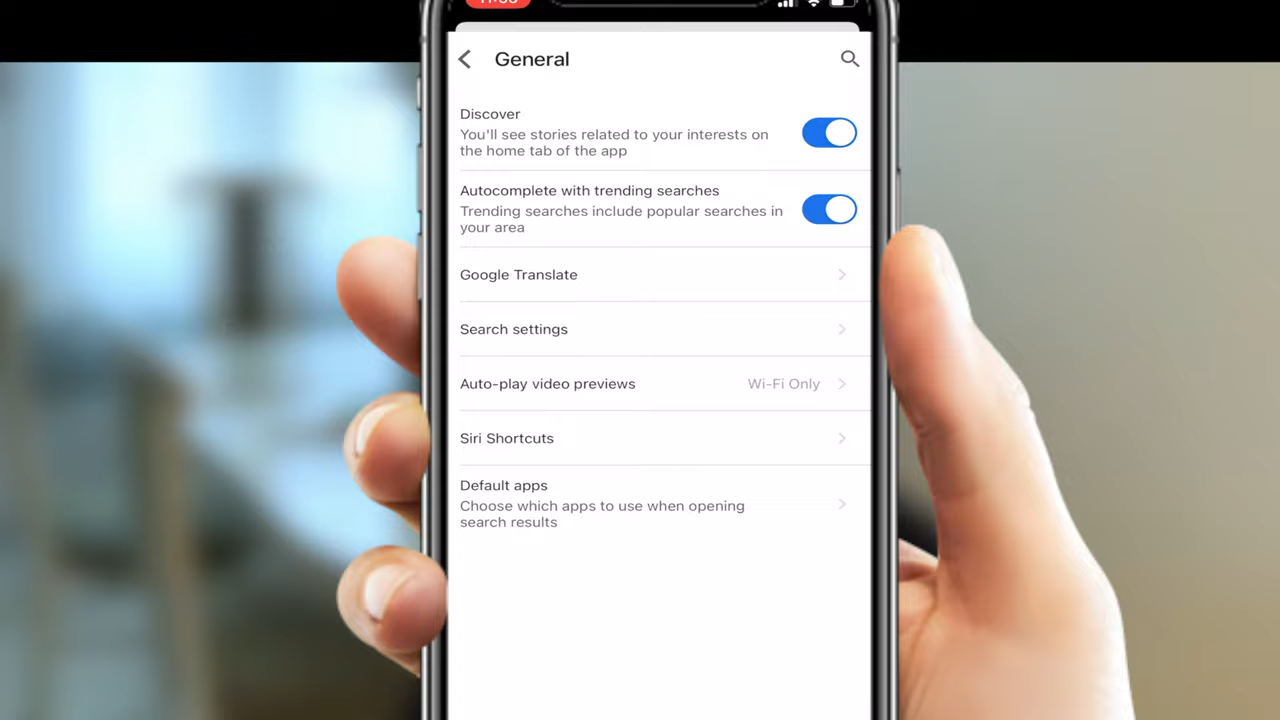 General
Discover
You'll see stories related to your interests on
the home tab of the app
Autocomplete with trending searches
Trending searches include popular searches in
your area
Google Translate
Search settings
Auto-play video previews Wi-Fi Only
Siri Shortcuts
Default apps
Choose which apps to use when opening
search results